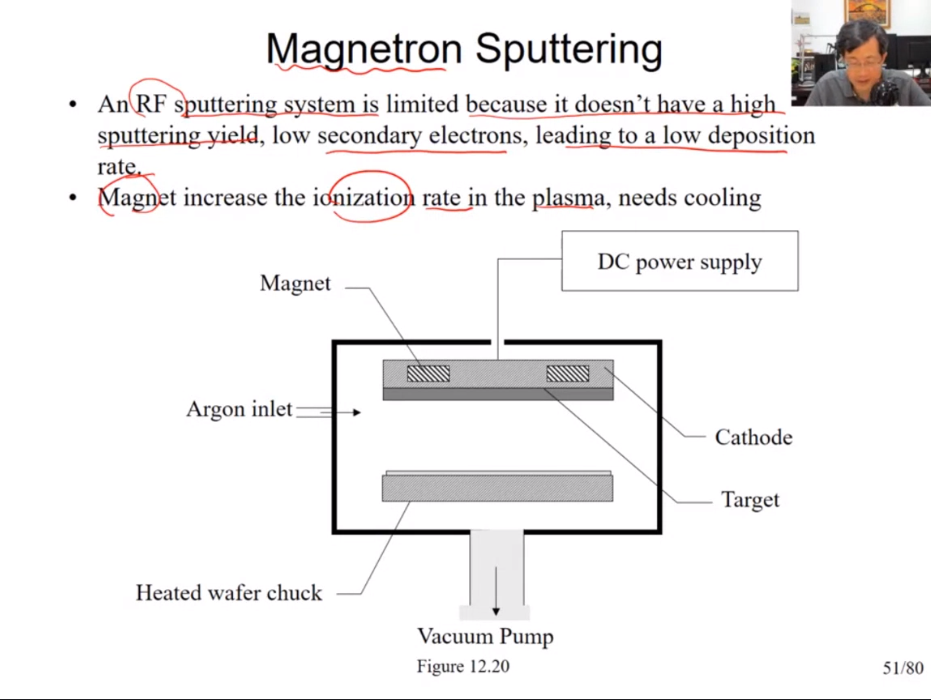 Magnetron Sputtering
• An RF sputtering system is limited because it doesn't have a high
sputtering yield, low secondary electrons, leading to a low deposition
rate.
• Magnet increase the ionization rate in the plasma, needs cooling
DC power supply
Magnet
Argon inlet
Cathode
Target
Heated wafer chuck
Vacuum Pump
Figure 12.20
51/80